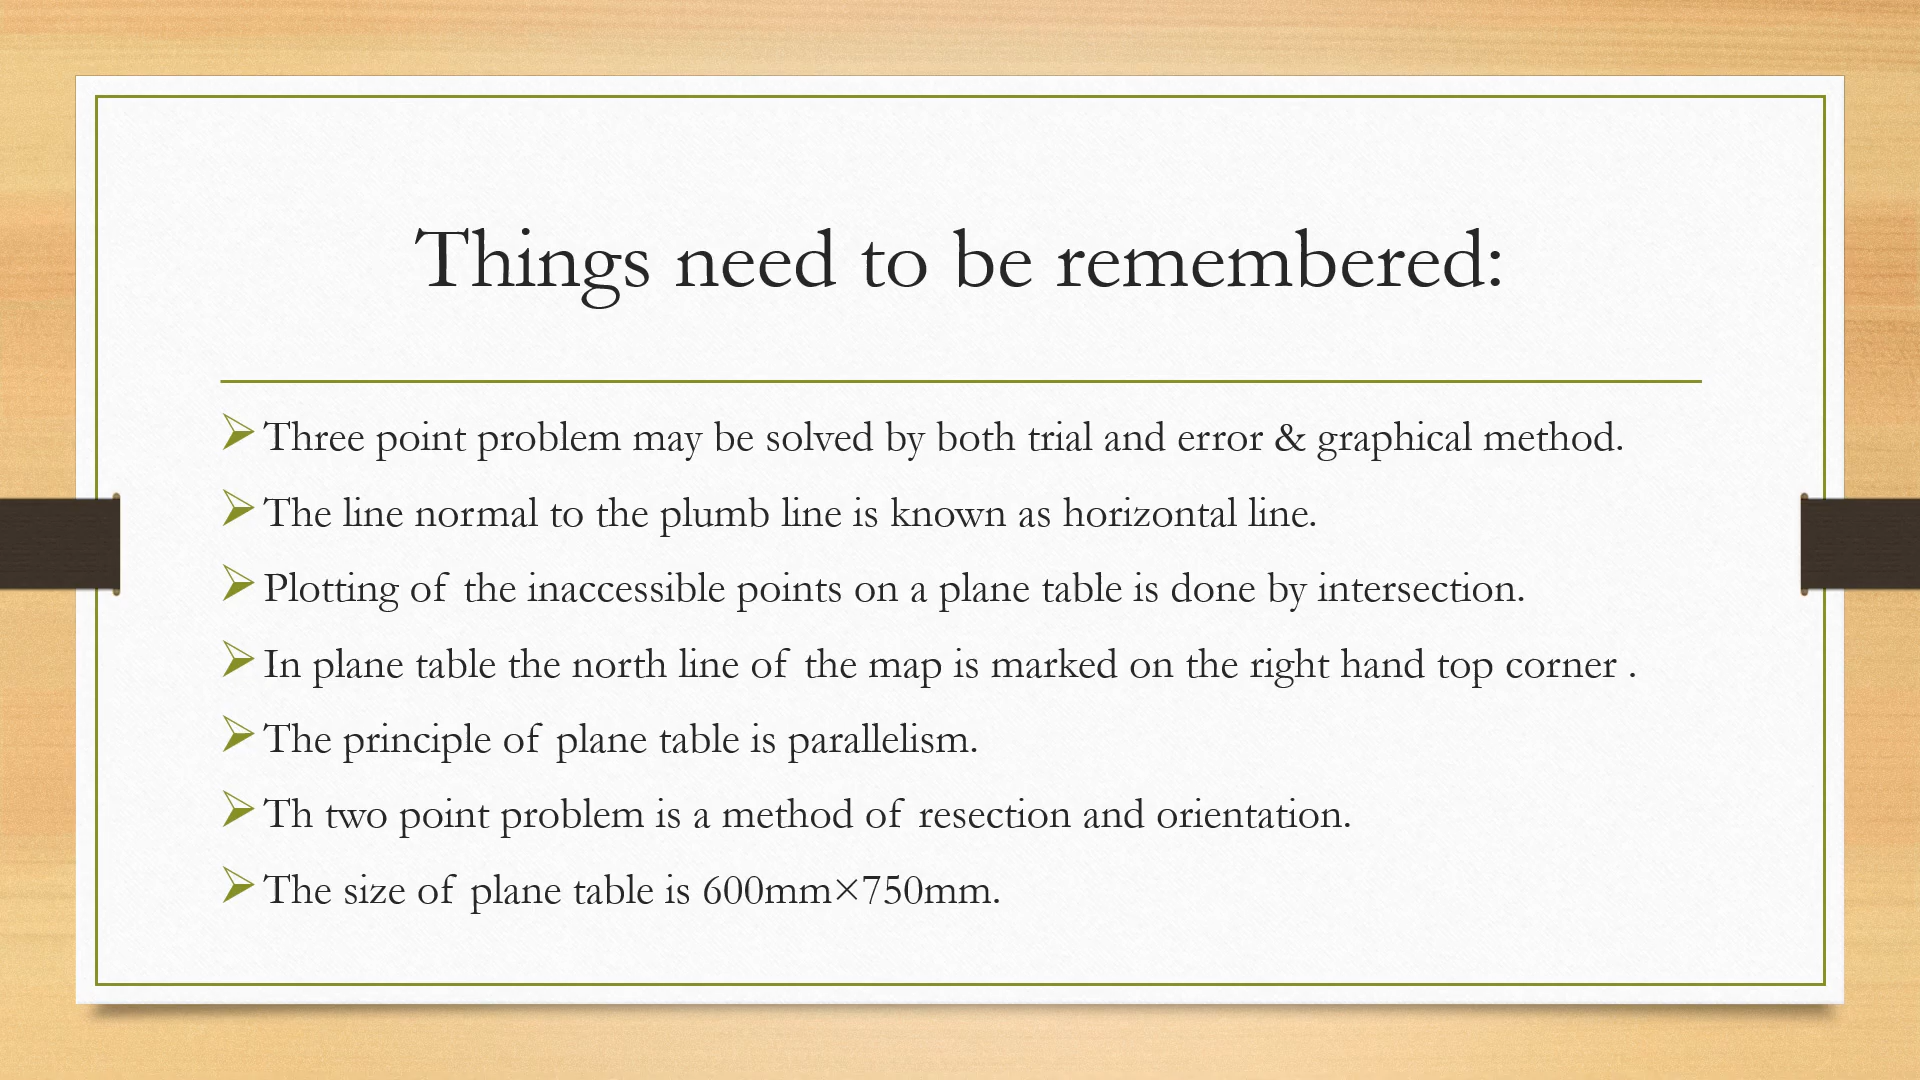 Things need to be remembered:
Three point problem may be solved by both trial and error & graphical method.
The line normal to the plumb line is known as horizontal line.
Plotting of the inaccessible points on a plane table is done by intersection.
In plane table the north line of the map is marked on the right hand top corner .
The principle of plane table is parallelism.
Th two point problem is a method of resection and orientation.
The size of plane table is 600mm×750mm.